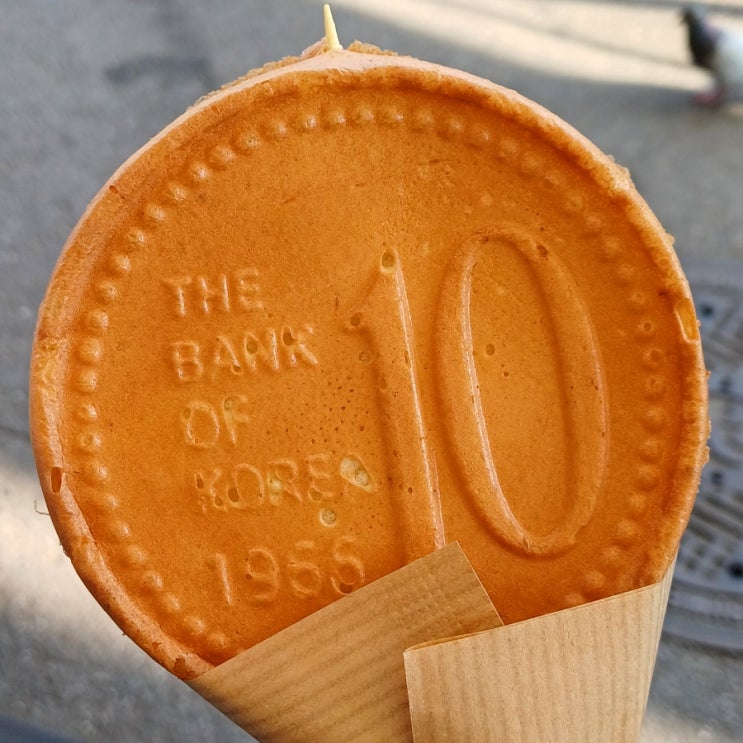 THE
BANK
OF
KOREA
1966
10